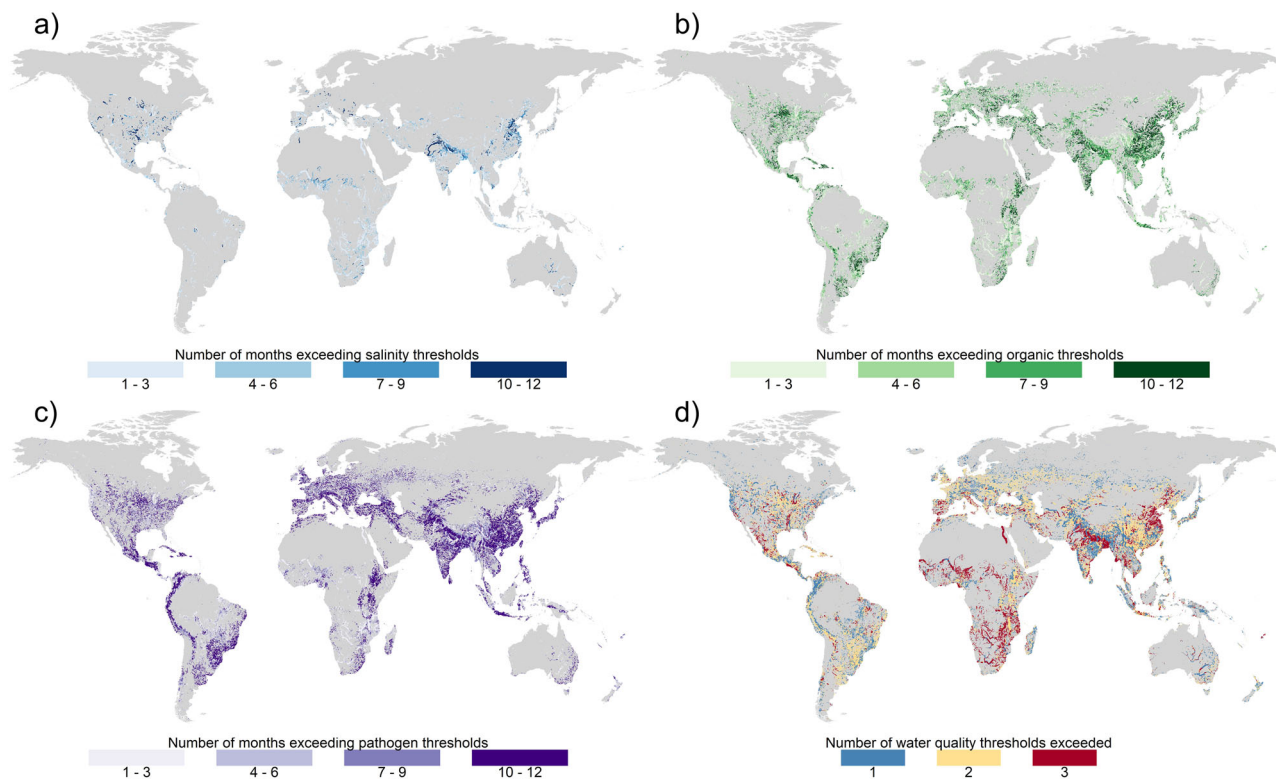 a)
b)
Number of months exceeding salinity thresholds
1 - 3 4 - 6 7 - 9 10 - 12
Number of months exceeding organic thresholds
1 - 3 4 - 6 7 - 9 10 - 12
c)
d)
Number of months exceeding pathogen thresholds
1 - 3 4 - 6 7 - 9 10 - 12
Number of water quality thresholds exceeded
1 2 3